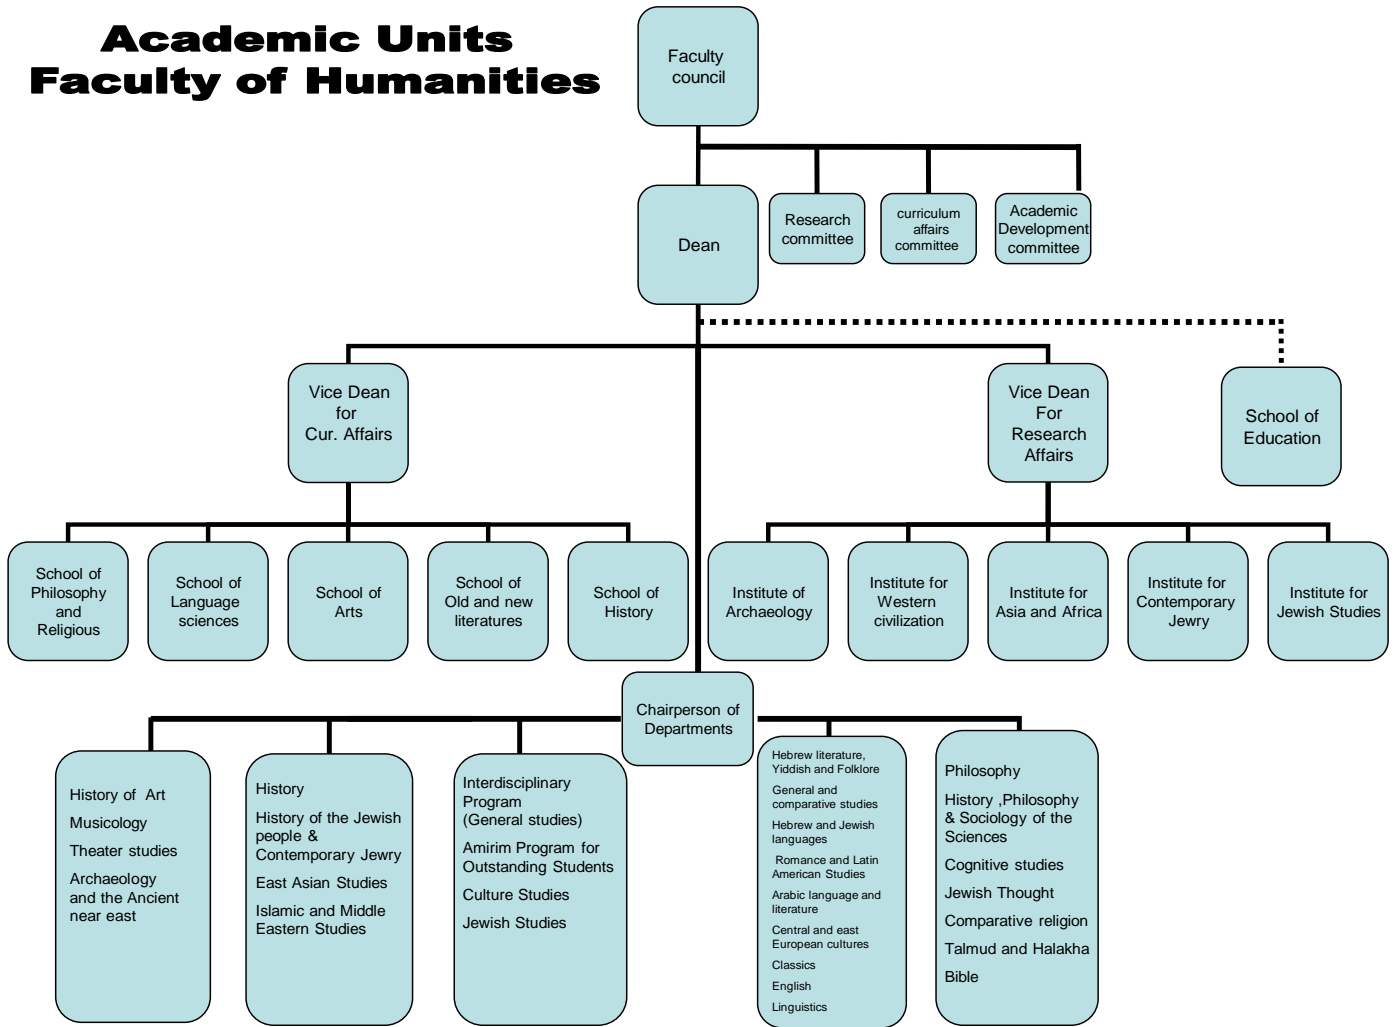 Academic Units
Faculty of Humanities
Faculty
council
Dean
Research
committee
curriculum
affairs
committee
Academic
Development
committee
Vice Dean
for
Cur. Affairs
Vice Dean
For
Research
Affairs
School of
Education
School of
Philosophy
and
Religious
School of
Language
sciences
School of
Arts
School of
Old and new
literatures
School of
History
Institute of
Archaeology
Institute for
Western
civilization
Institute for
Asia and Africa
Institute for
Contemporary
Jewry
Institute for
Jewish Studies
Chairperson of
Departments
History of Art
Musicology
Theater studies
Archaeology
and the Ancient
near east
History
History of the Jewish
people &
Contemporary Jewry
East Asian Studies
Islamic and Middle
Eastern Studies
Interdisciplinary
Program
(General studies)
Amirim Program for
Outstanding Students
Culture Studies
Jewish Studies
Hebrew literature,
Yiddish and Folklore
General and
comparative studies
Hebrew and Jewish
languages
Romance and Latin
American Studies
Arabic language and
literature
Central and east
European cultures
Classics
English
Linguistics
Philosophy
History ,Philosophy
& Sociology of the
Sciences
Cognitive studies
Jewish Thought
Comparative religion
Talmud and Halakha
Bible